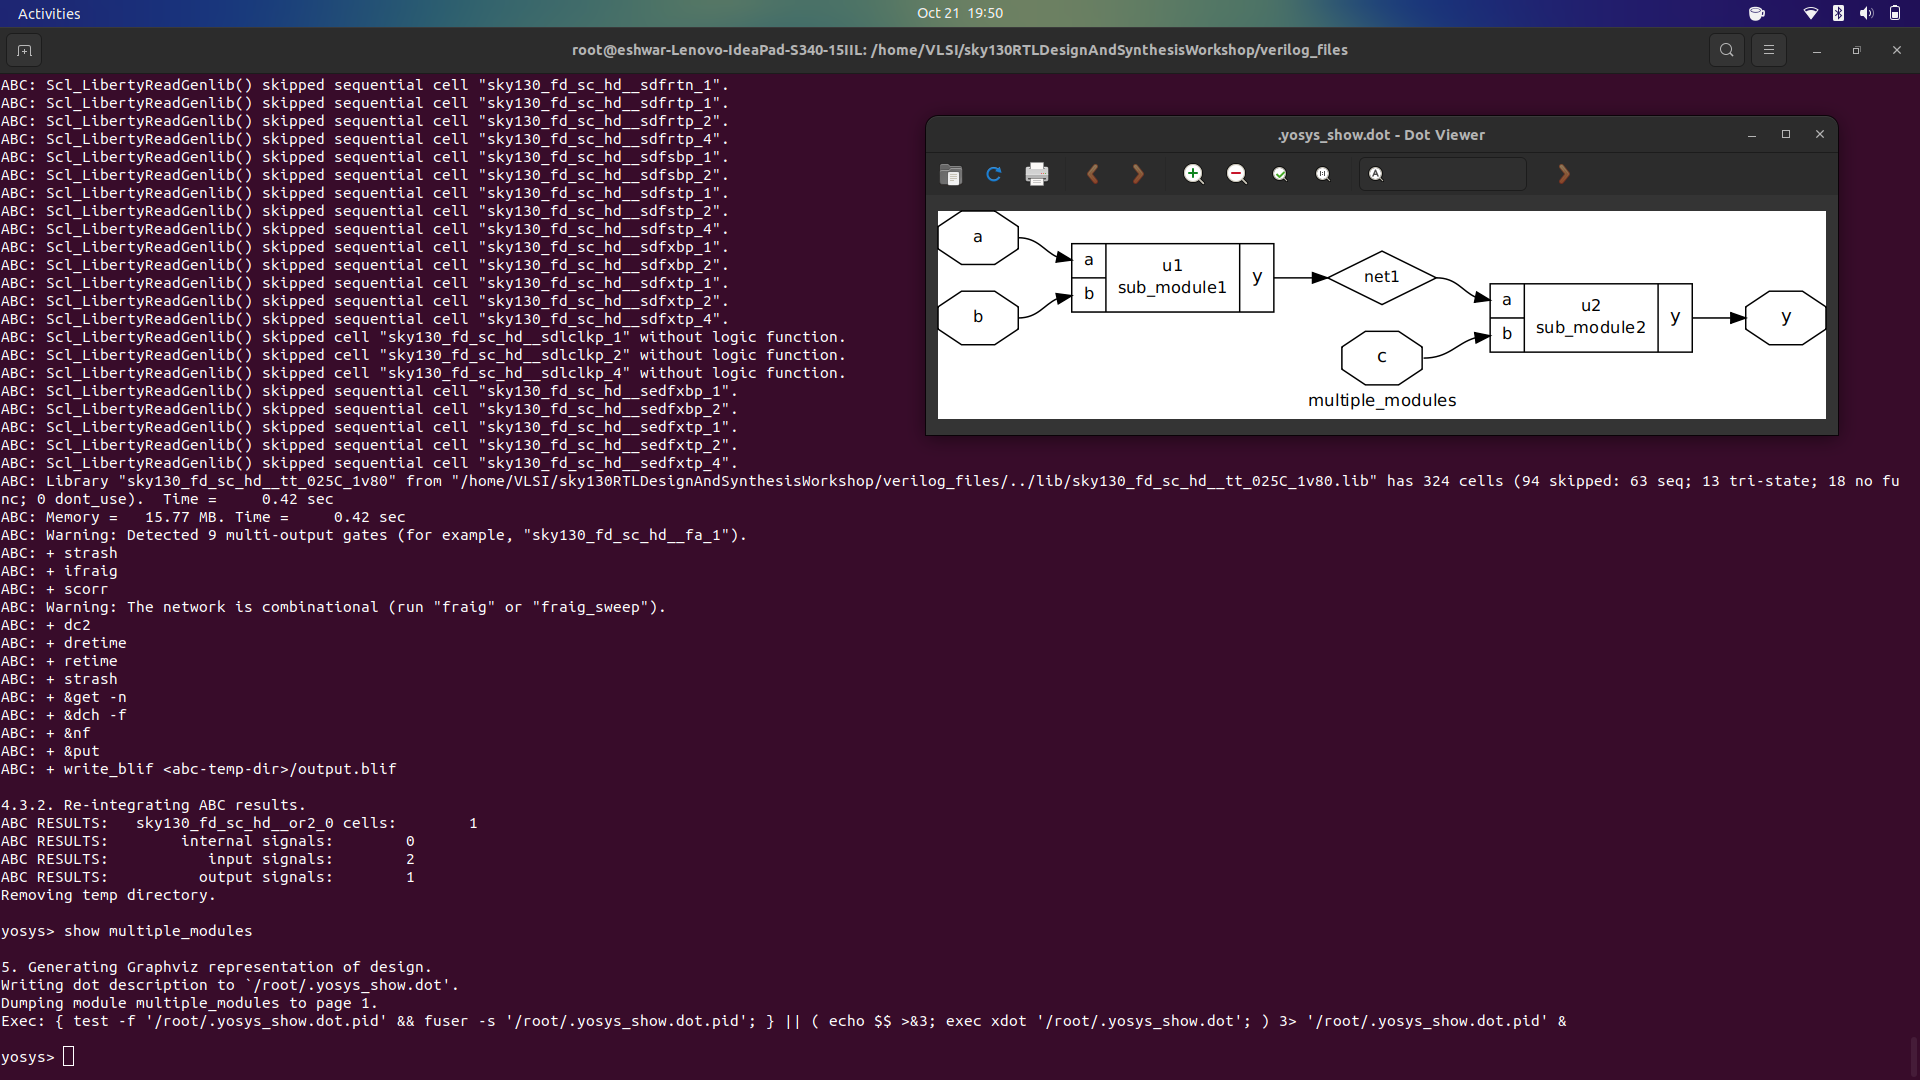 Activities
Oct 21 19:50
root@eshwar-Lenovo-IdeaPad-S340-15IIL: /home/VLSI/sky130RTLDesignAndSynthesisWorkshop/verilog_files
ABC: Scl_LibertyReadGenlib() skipped sequential cell "sky130_fd_sc_hd__sdfrtn_1".
ABC: Scl_LibertyReadGenlib() skipped sequential cell "sky130_fd_sc_hd__sdfrtp_1".
ABC: Scl_LibertyReadGenlib() skipped sequential cell "sky130_fd_sc_hd__sdfrtp_2".
ABC: Scl_LibertyReadGenlib() skipped sequential cell "sky130_fd_sc_hd__sdfrtp_4".
ABC: Scl_LibertyReadGenlib() skipped sequential cell "sky130_fd_sc_hd__sdfsbp_1".
ABC: Scl_LibertyReadGenlib() skipped sequential cell "sky130_fd_sc_hd__sdfsbp_2".
ABC: Scl_LibertyReadGenlib() skipped sequential cell "sky130_fd_sc_hd__sdfstp_1".
ABC: Scl_LibertyReadGenlib() skipped sequential cell "sky130_fd_sc_hd__sdfstp_2".
ABC: Scl_LibertyReadGenlib() skipped sequential cell "sky130_fd_sc_hd__sdfstp_4".
ABC: Scl_LibertyReadGenlib() skipped sequential cell "sky130_fd_sc_hd__sdfxbp_1".
ABC: Scl_LibertyReadGenlib() skipped sequential cell "sky130_fd_sc_hd__sdfxbp_2".
ABC: Scl_LibertyReadGenlib() skipped sequential cell "sky130_fd_sc_hd__sdfxtp_1".
ABC: Scl_LibertyReadGenlib() skipped sequential cell "sky130_fd_sc_hd__sdfxtp_2".
ABC: Scl_LibertyReadGenlib() skipped sequential cell "sky130_fd_sc_hd__sdfxtp_4".
ABC: Scl_LibertyReadGenlib() skipped cell "sky130_fd_sc_hd__sdlclkp_1" without logic function.
ABC: Scl_LibertyReadGenlib() skipped cell "sky130_fd_sc_hd__sdlclkp_2" without logic function.
ABC: Scl_LibertyReadGenlib() skipped cell "sky130_fd_sc_hd__sdlclkp_4" without logic function.
ABC: Scl_LibertyReadGenlib() skipped sequential cell "sky130_fd_sc_hd__sedfxbp_1".
ABC: Scl_LibertyReadGenlib() skipped sequential cell "sky130_fd_sc_hd__sedfxbp_2".
ABC: Scl_LibertyReadGenlib() skipped sequential cell "sky130_fd_sc_hd__sedfxtp_1".
ABC: Scl_LibertyReadGenlib() skipped sequential cell "sky130_fd_sc_hd__sedfxtp_2".
ABC: Scl_LibertyReadGenlib() skipped sequential cell "sky130_fd_sc_hd__sedfxtp_4".
ABC: Library "sky130_fd_sc_hd__tt_025C_1v80" from "/home/VLSI/sky130RTLDesignAndSynthesisWorkshop/verilog_files/../lib/sky130_fd_sc_hd__tt_025C_1v80.lib" has 324 cells (94 skipped: 63 seq; 13 tri-state; 18 no fu
nc; 0 dont_use).  Time =     0.42 sec
ABC: Memory =   15.77 MB. Time =     0.42 sec
ABC: Warning: Detected 9 multi-output gates (for example, "sky130_fd_sc_hd__fa_1").
ABC: + strash
ABC: + ifraig
ABC: + scorr
ABC: Warning: The network is combinational (run "fraig" or "fraig_sweep").
ABC: + dc2
ABC: + dretime
ABC: + retime
ABC: + strash
ABC: + &get -n
ABC: + &dch -f
ABC: + &nf
ABC: + &put
ABC: + write_blif <abc-temp-dir>/output.blif
4.3.2. Re-integrating ABC results.
ABC RESULTS:   sky130_fd_sc_hd__or2_0 cells:        1
ABC RESULTS:        internal signals:        0
ABC RESULTS:           input signals:        2
ABC RESULTS:          output signals:        1
Removing temp directory.
yosys> show multiple_modules
5. Generating Graphviz representation of design.
Writing dot description to `/root/.yosys_show.dot'.
Dumping module multiple_modules to page 1.
Exec: { test -f '/root/.yosys_show.dot.pid' && fuser -s '/root/.yosys_show.dot.pid'; } || ( echo $$ >&3; exec xdot '/root/.yosys_show.dot'; ) 3> '/root/.yosys_show.dot.pid' &
yosys>
.yosys_show.dot - Dot Viewer
a
b
a
b
u1
sub_module1
y
net1
c
a
b
u2
sub_module2
y
y
multiple_modules